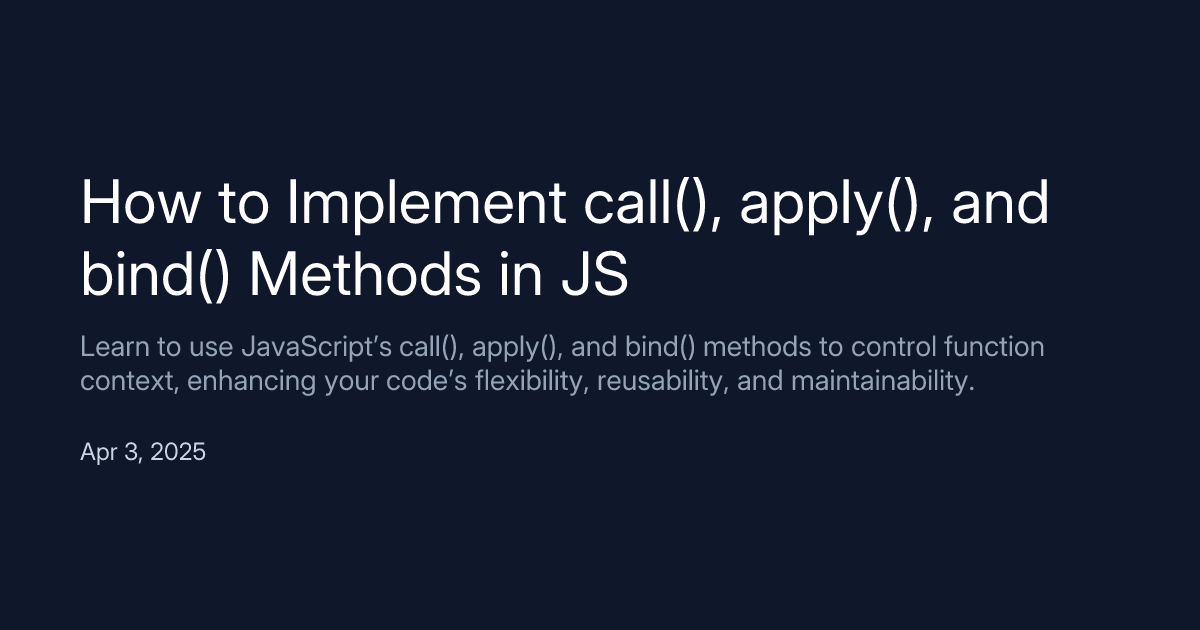 How to Implement call(), apply(), and
bind() Methods in JS
Learn to use JavaScript’s call(), apply(), and bind() methods to control function
context, enhancing your code’s flexibility, reusability, and maintainability.
Apr 3, 2025